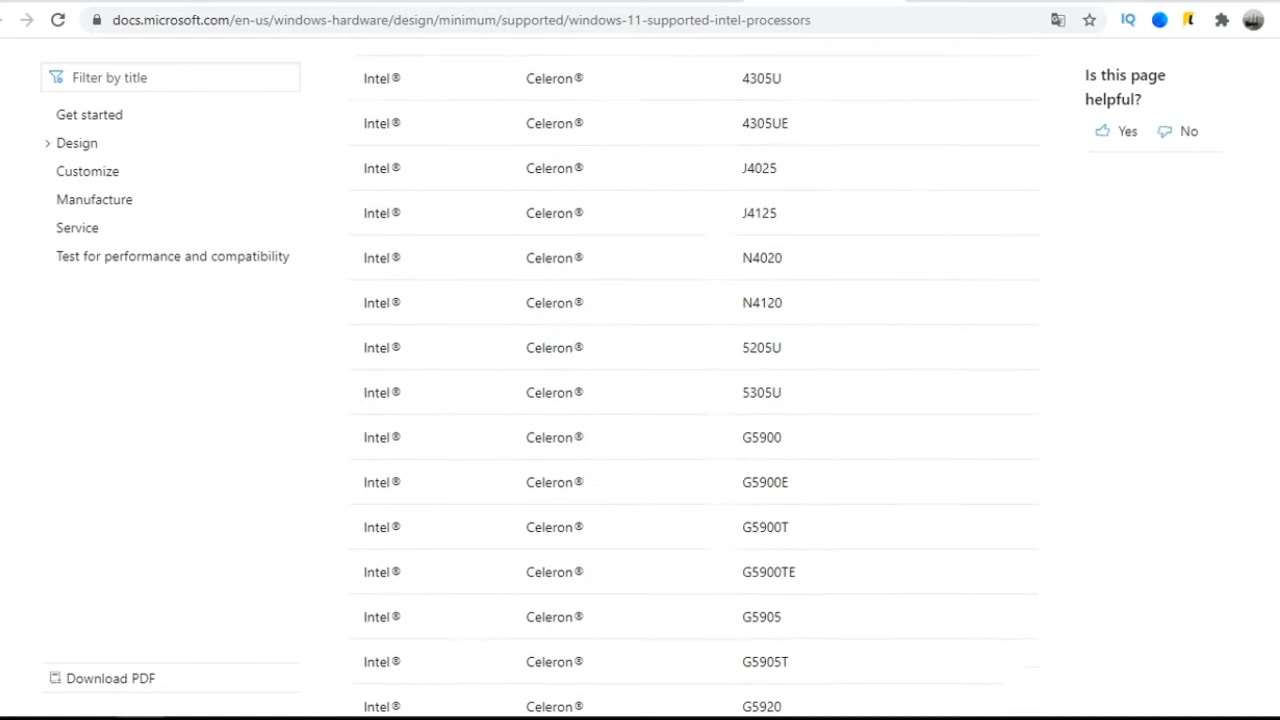 docs.microsoft.com/en-us/windows-hardware/design/minimum/supported/windows-11-supported-intel-processors
IQ
Filter by title
Get started
Design
Customize
Manufacture
Service
Test for performance and compatibility
Download PDF
Intel® Celeron® 4305U
Intel® Celeron® 4305UE
Intel® Celeron® J4025
Intel® Celeron® J4125
Intel® Celeron® N4020
Intel® Celeron® N4120
Intel® Celeron® 5205U
Intel® Celeron® 5305U
Intel® Celeron® G5900
Intel® Celeron® G5900E
Intel® Celeron® G5900T
Intel® Celeron® G5900TE
Intel® Celeron® G5905
Intel® Celeron® G5905T
Intel® Celeron® G5920
Is this page
helpful?
Yes No